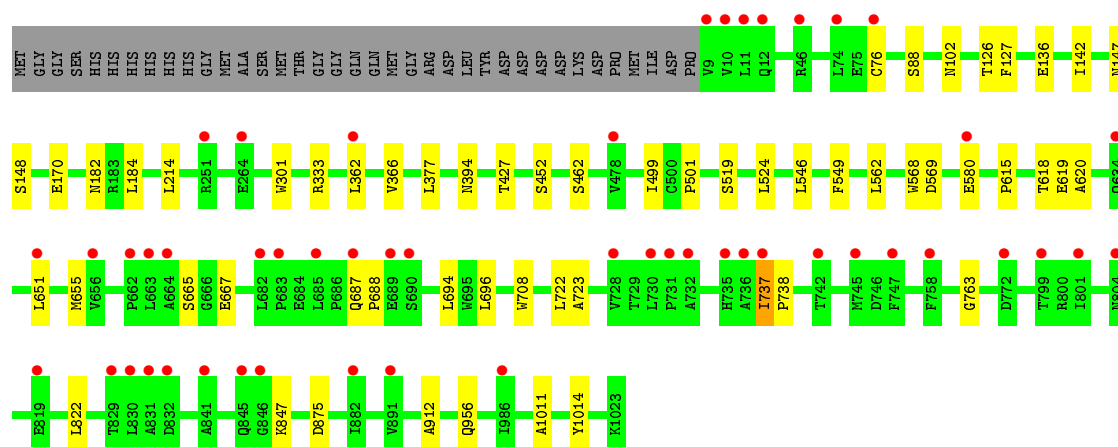 MET GLY GLY SER HIS HIS HIS HIS HIS HIS GLY MET ALA SER MET THR GLY GLY GLN GLN MET GLY ARG ASP LEU TYR ASP ASP ASP ASP LYS ASP PRO MET ILE ASP PRO V9 V10 L11 Q12 R46 L74 E75 C76 S88 N102 T126 F127 E136 I142 N147
S148 E170 N182 R183 L184 L214 R251 E264 W301 R333 L362 V366 L377 N394 T427 S452 S462 V478 I499 C500 P501 S519 L524 L546 F549 L562 W568 D569 E580 P615 T618 E619 A620
L651 M655 V656 P662 L663 A664 S665 G666 E667 L682 P683 E684 L685 P686 Q687 P688 E689 S690 L694 W695 L696 W708 L722 A723 V728 T729 L730 P731 A732 H735 A736 I737 P738 T742 M745 D746 F747 F758 G763 D772 T799 R800 I801
E819 L822 T829 L830 A831 D832 A841 Q845 G846 K847 D875 I882 V891 A912 Q956 I986 A1011 Y1014 K1023